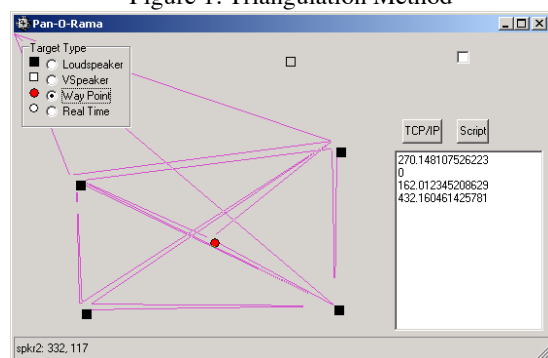 Figure 1: Triangulation Method
Pan-O-Rama
Target Type
Loudspeaker
VSpeaker
Way Point
Real Time
TCP/IP
Script
270.148107526223
0
162.012345208629
432.160461425781
spkr2: 332, 117